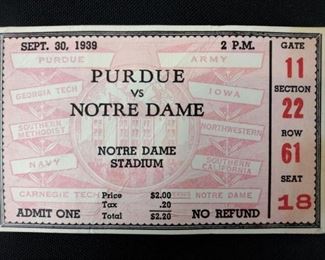 SEPT. 30, 1939 2 P.M.
PURDUE ARMY
PURDUE
VS
NOTRE DAME
GEORGIA TECH IOWA
SOUTHERN METHODIST NORTHWESTERN
NOTRE DAME
STADIUM
NAVY SOUTHERN CALIFORNIA
CARNEGIE TECH NOTRE DAME
Price $2.00
Tax .20
Total $2.20
ADMIT ONE NO REFUND
GATE
11
SECTION
22
ROW
61
SEAT
18